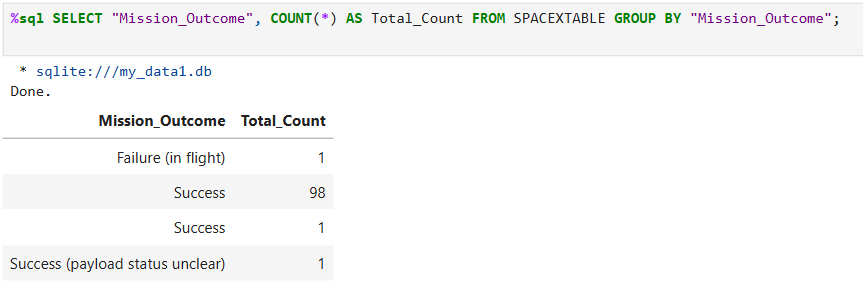 %sql SELECT "Mission_Outcome", COUNT(*) AS Total_Count FROM SPACEXTABLE GROUP BY "Mission_Outcome";
* sqlite:///my_data1.db
Done.
Mission_Outcome Total_Count
Failure (in flight) 1
Success 98
Success 1
Success (payload status unclear) 1